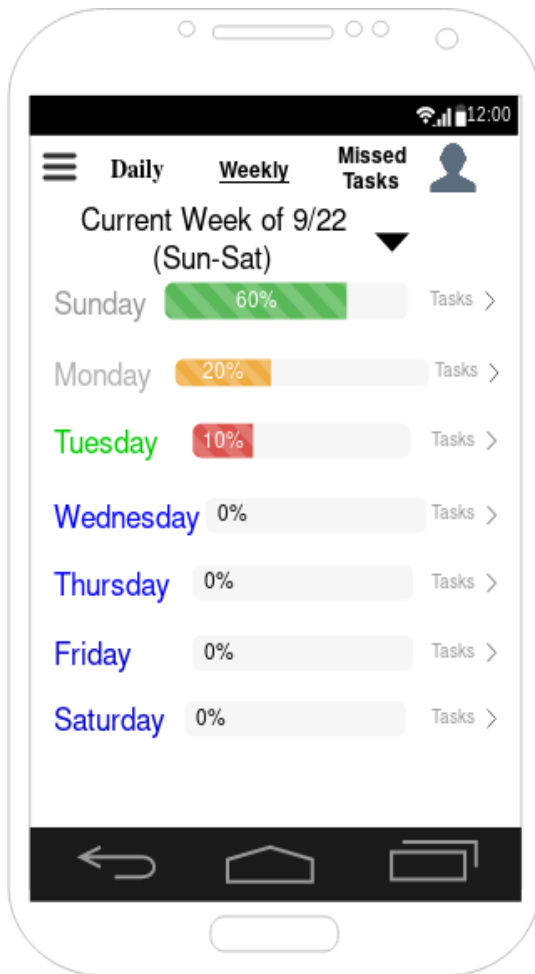 12:00
Daily Weekly Missed
Tasks
Current Week of 9/22
(Sun-Sat)
Sunday 60% Tasks
Monday 20% Tasks
Tuesday 10% Tasks
Wednesday 0% Tasks
Thursday 0% Tasks
Friday 0% Tasks
Saturday 0% Tasks